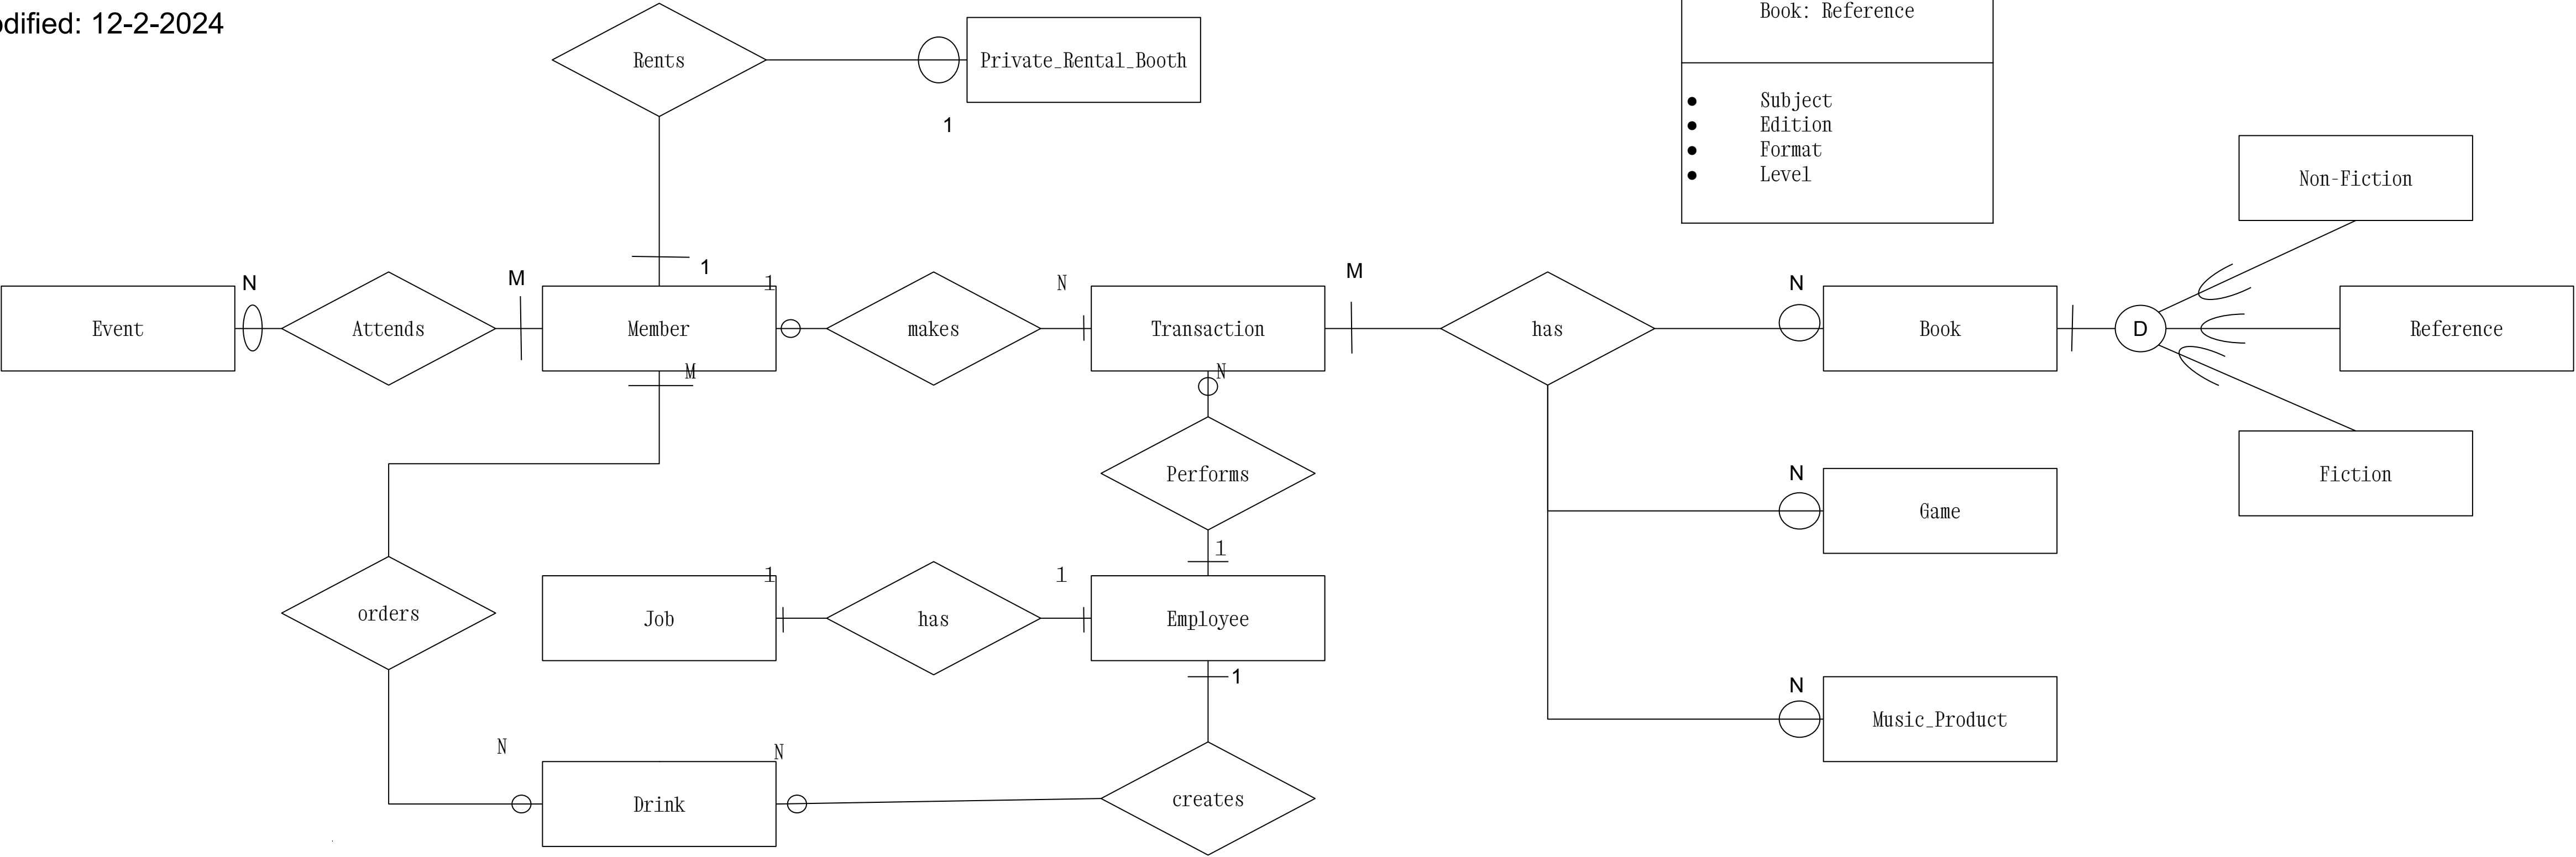 odified: 12-2-2024
Book: Reference
Rents
Private_Rental_Booth
1
Subject
Edition
Format
Level
Non-Fiction
1
N
M
1
N
M
N
Event
Attends
Member
makes
Transaction
has
Book
D
Reference
M
N
Performs
N
Fiction
Game
1
1
1
orders
Job
has
Employee
1
N
Music_Product
N
N
Drink
creates